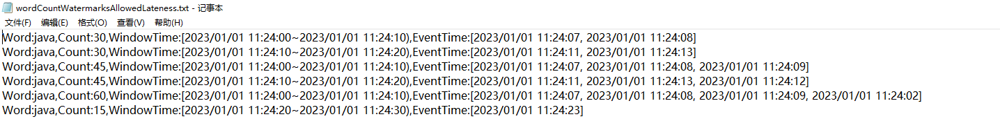 wordCountWatermarksAllowedLateness.txt - 记事本
文件(F) 编辑(E) 格式(O) 查看(V) 帮助(H)
Word:java,Count:30,WindowTime:[2023/01/01 11:24:00~2023/01/01 11:24:10),EventTime:[2023/01/01 11:24:07, 2023/01/01 11:24:08]
Word:java,Count:30,WindowTime:[2023/01/01 11:24:10~2023/01/01 11:24:20),EventTime:[2023/01/01 11:24:11, 2023/01/01 11:24:13]
Word:java,Count:45,WindowTime:[2023/01/01 11:24:00~2023/01/01 11:24:10),EventTime:[2023/01/01 11:24:07, 2023/01/01 11:24:08, 2023/01/01 11:24:09]
Word:java,Count:45,WindowTime:[2023/01/01 11:24:10~2023/01/01 11:24:20),EventTime:[2023/01/01 11:24:11, 2023/01/01 11:24:13, 2023/01/01 11:24:12]
Word:java,Count:60,WindowTime:[2023/01/01 11:24:00~2023/01/01 11:24:10),EventTime:[2023/01/01 11:24:07, 2023/01/01 11:24:08, 2023/01/01 11:24:09, 2023/01/01 11:24:02]
Word:java,Count:15,WindowTime:[2023/01/01 11:24:20~2023/01/01 11:24:30),EventTime:[2023/01/01 11:24:23]